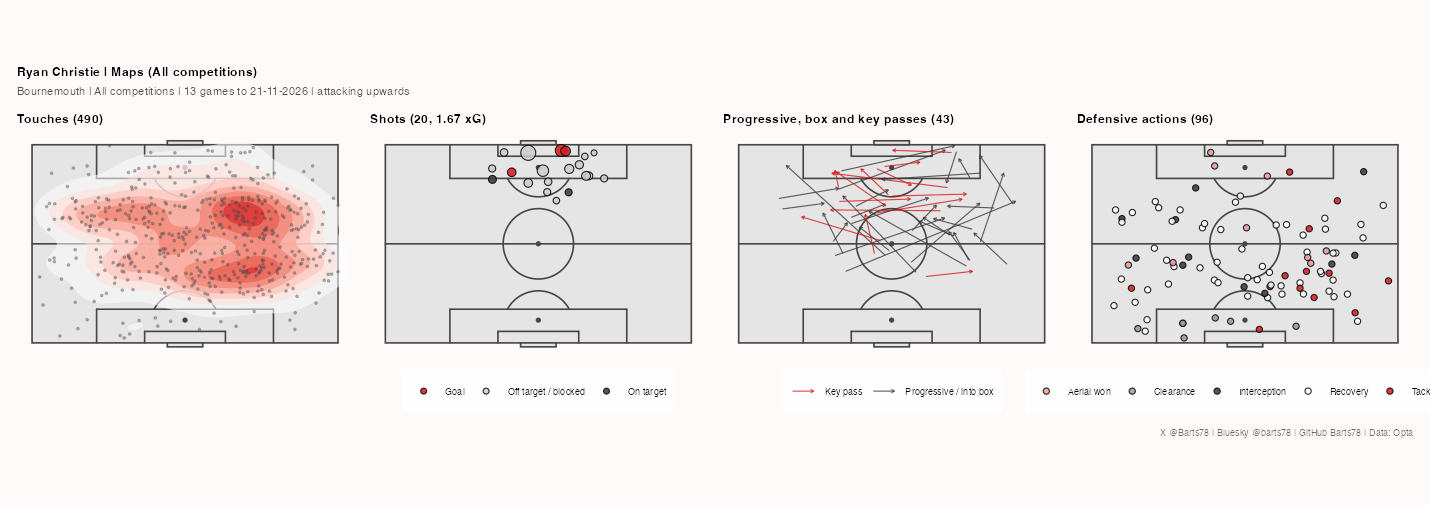 Ryan Christie | Maps (All competitions)
Bournemouth | All competitions | 13 games to 21-11-2026 | attacking upwards
Touches (490)
Shots (20, 1.67 xG)
Progressive, box and key passes (43)
Defensive actions (96)
Goal
Off target / blocked
On target
Key pass
Progressive / Into box
Aerial won
Clearance
Interception
Recovery
Tack
X @Barts78 | Bluesky @barts78 | GitHub Barts78 | Data: Opta